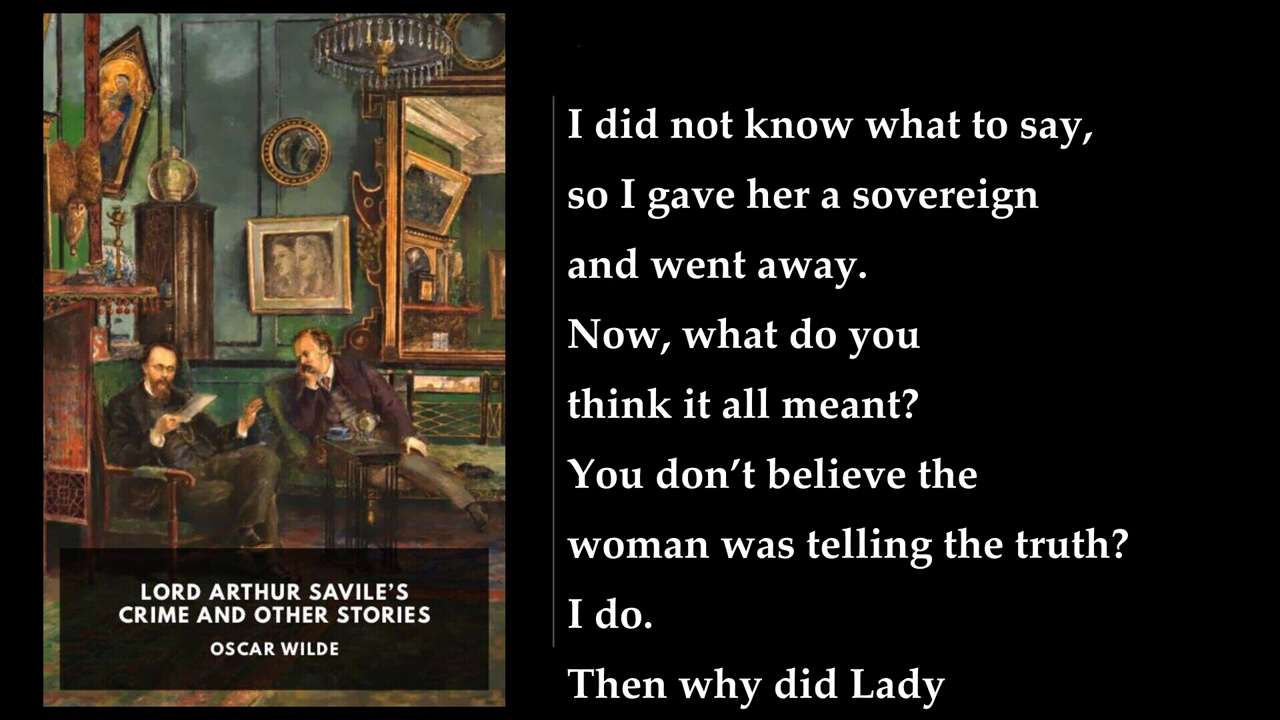 I did not know what to say,
so I gave her a sovereign
and went away.
Now, what do you
think it all meant?
You don’t believe the
woman was telling the truth?
I do.
Then why did Lady
LORD ARTHUR SAVILE’S
CRIME AND OTHER STORIES
OSCAR WILDE